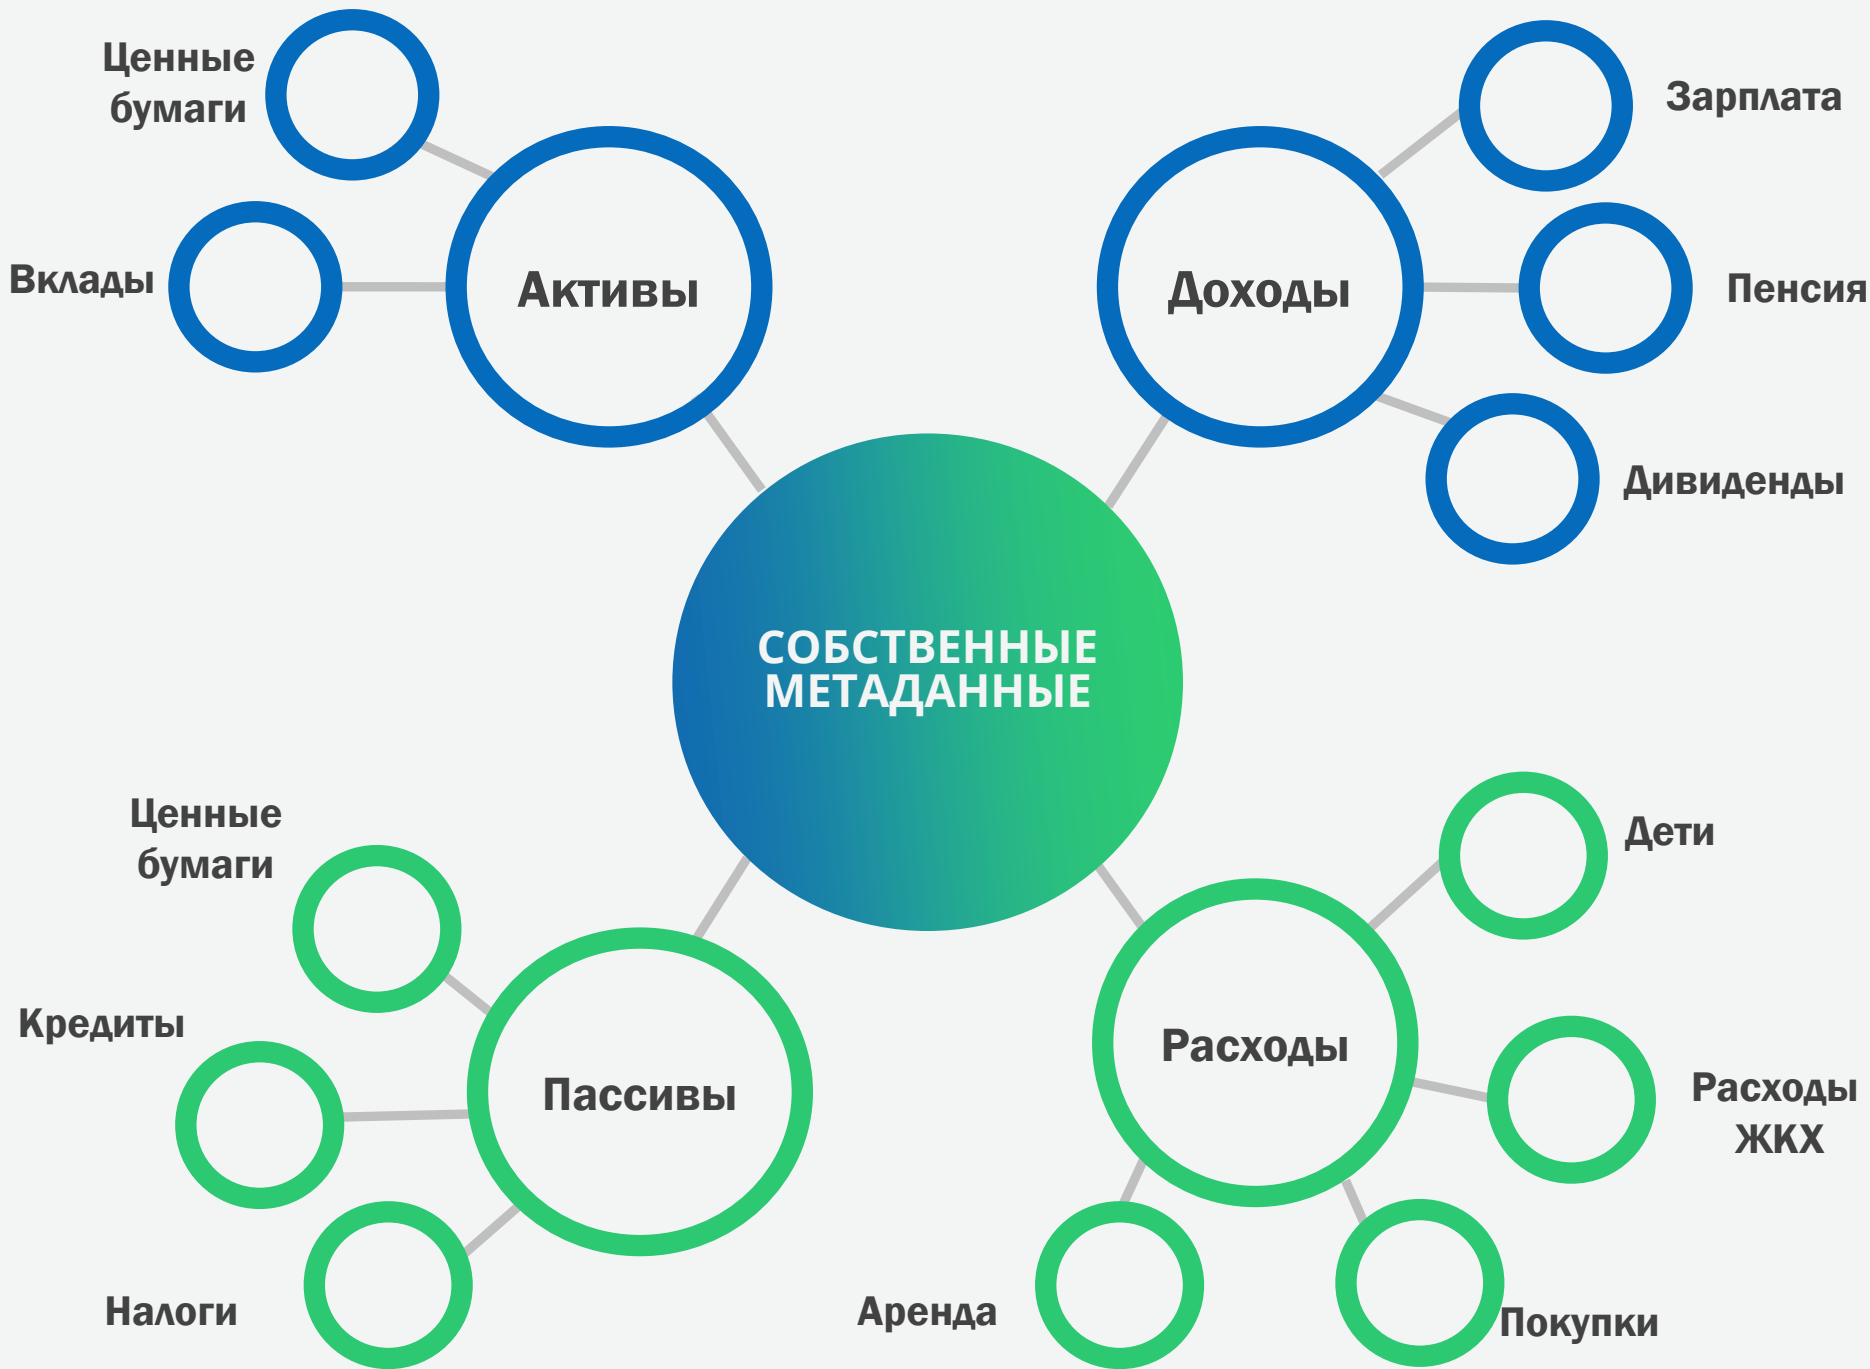 Ценные
бумаги
Вклады
Активы
Доходы
Зарплата
Пенсия
Дивиденды
СОБСТВЕННЫЕ
МЕТАДАННЫЕ
Ценные
бумаги
Кредиты
Пассивы
Налоги
Расходы
Дети
Расходы
ЖКХ
Аренда
Покупки